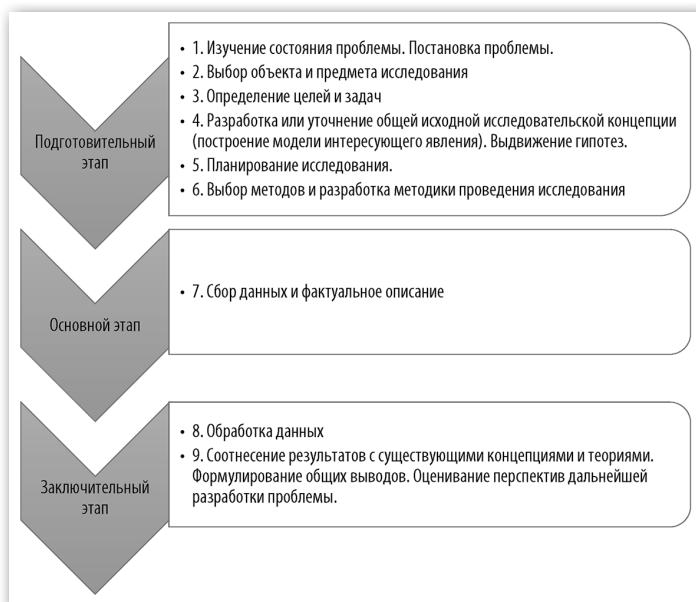 Подготовительный
этап
• 1. Изучение состояния проблемы. Постановка проблемы.
• 2. Выбор объекта и предмета исследования
• 3. Определение целей и задач
• 4. Разработка или уточнение общей исходной исследовательской концепции
(построение модели интересующего явления). Выдвижение гипотез.
• 5. Планирование исследования.
• 6. Выбор методов и разработка методики проведения исследования
Основной этап
• 7. Сбор данных и фактуальное описание
Заключительный
этап
• 8. Обработка данных
• 9. Соотнесение результатов с существующими концепциями и теориями.
Формулирование общих выводов. Оценивание перспектив дальнейшей
разработки проблемы.